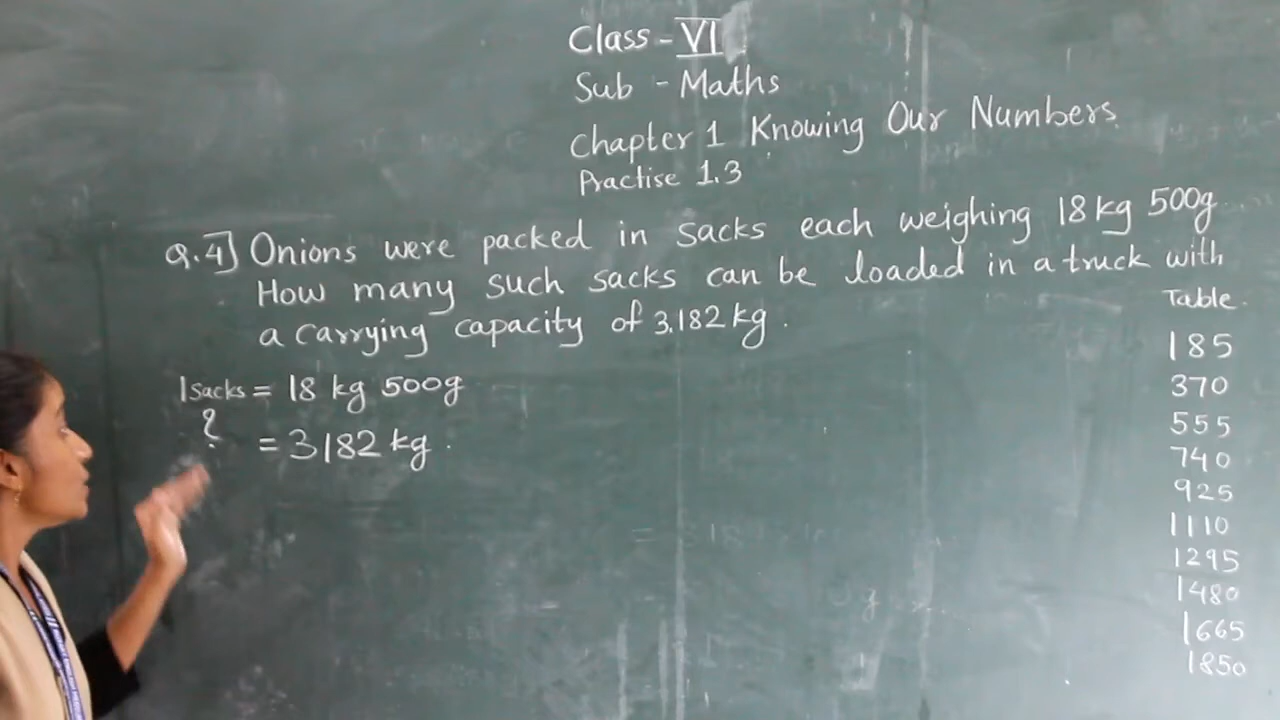 Class - VI
Sub - Maths
Chapter 1 Knowing Our Numbers
Practise 1.3
Q.4] Onions were packed in sacks each weighing 18 kg 500g
How many such sacks can be loaded in a truck with
a carrying capacity of 3,182 kg.
1 sacks = 18 kg 500g
? = 3182 kg.
Table.
185
370
555
740
925
1110
1295
1480
1665
1850